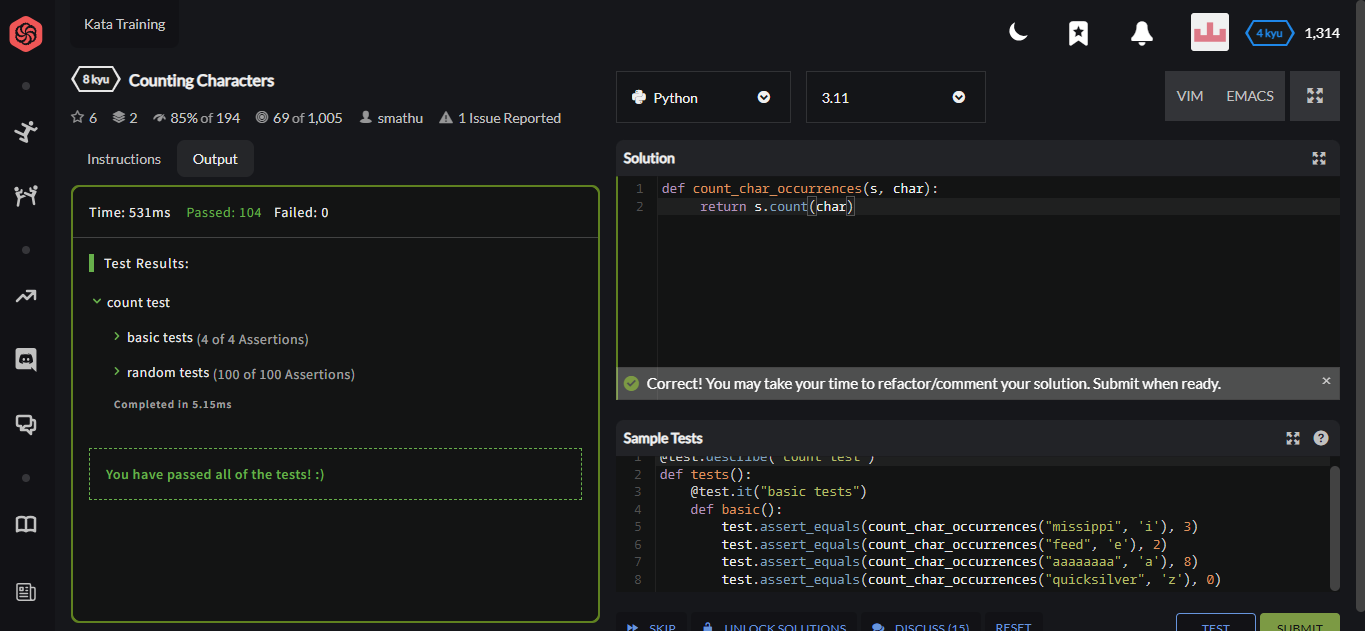 Kata Training
4 kyu
1,314
8 kyu
Counting Characters
6 2 85% of 194 69 of 1,005 smathu 1 Issue Reported
Instructions
Output
Time: 531ms Passed: 104 Failed: 0
Test Results:
count test
basic tests (4 of 4 Assertions)
random tests (100 of 100 Assertions)
Completed in 5.15ms
You have passed all of the tests! :)
Python
3.11
VIM
EMACS
Solution
1 def count_char_occurrences(s, char):
2 return s.count(char)
Correct! You may take your time to refactor/comment your solution. Submit when ready.
×
Sample Tests
?
1 @test.describe("count test")
2 def tests():
3 @test.it("basic tests")
4 def basic():
5 test.assert_equals(count_char_occurrences("missippi", 'i'), 3)
6 test.assert_equals(count_char_occurrences("feed", 'e'), 2)
7 test.assert_equals(count_char_occurrences("aaaaaaaa", 'a'), 8)
8 test.assert_equals(count_char_occurrences("quicksilver", 'z'), 0)
SKIP
UNLOCK SOLUTIONS
DISCUSS (15)
RESET
TEST
SUBMIT